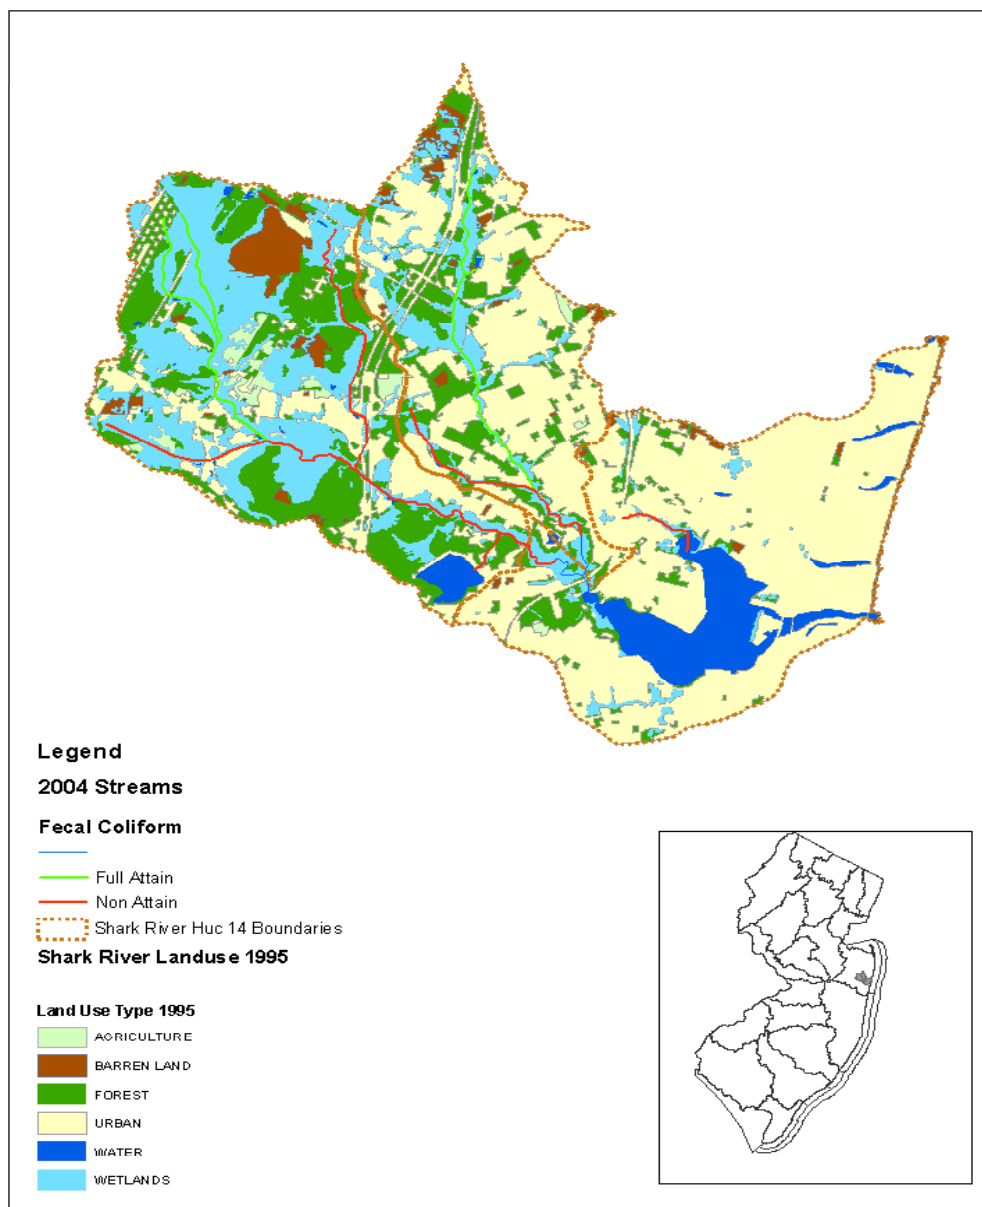 Legend
2004 Streams
Fecal Coliform
Full Attain
Non Attain
Shark River Huc 14 Boundaries
Shark River Landuse 1995
Land Use Type 1995
AGRICULTURE
BARREN LAND
FOREST
URBAN
WATER
WETLANDS